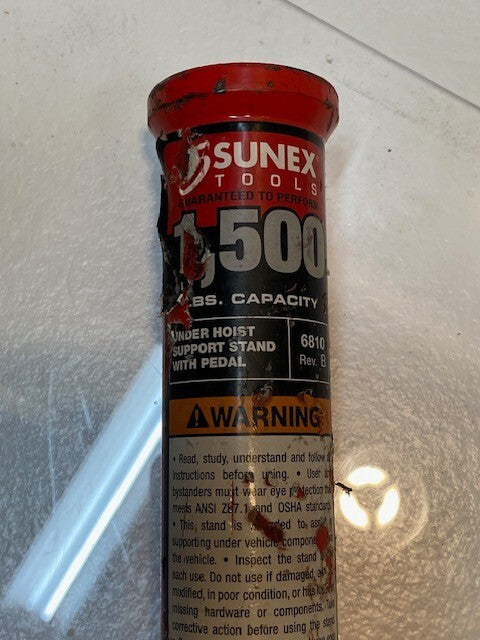 SUNEX
TOOLS
GUARANTEED TO PERFORM
1,500
LBS. CAPACITY
UNDER HOIST
SUPPORT STAND
WITH PEDAL
6810
Rev. B
WARNING
• Read, study, understand and follow
instructions before using. • User
bystanders must wear eye protection
meets ANSI Z87.1 and OSHA standards
• This stand is to
supporting under vehicle
the vehicle. • Inspect the stand
each use. Do not use if damaged,
modified, in poor condition, or has
missing hardware or components. Take
corrective action before using the stand